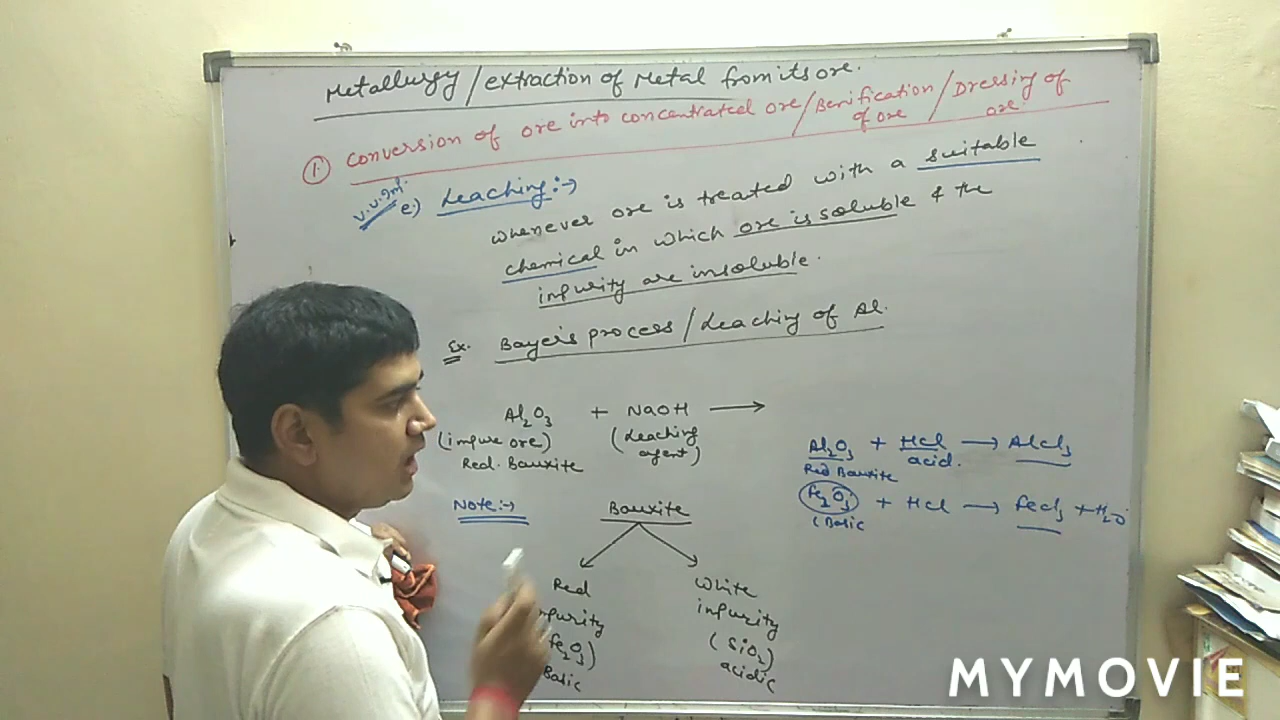 Metallurgy/extraction of Metal from its ore.
① Conversion of ore into concentrated ore/Benification of ore/Dressing of ore.
V.V.Imp. e) Leaching:→
whenever ore is treated with a suitable
chemical in which ore is soluble & the
impurity are insoluble.
Ex. Bayer's process/Leaching of Al.
Al₂O₃ + NaOH ⟶
(impure ore) (Leaching agent)
Red Bauxite
Al₂O₃ + HCl ⟶ AlCl₃
Red Bauxite acid.
Fe₂O₃ + HCl ⟶ FeCl₃ + H₂O
(Basic
Note:→ Bauxite
Red White
impurity impurity
Fe₂O₃) (SiO₂)
Basic acidic
MYMOVIE